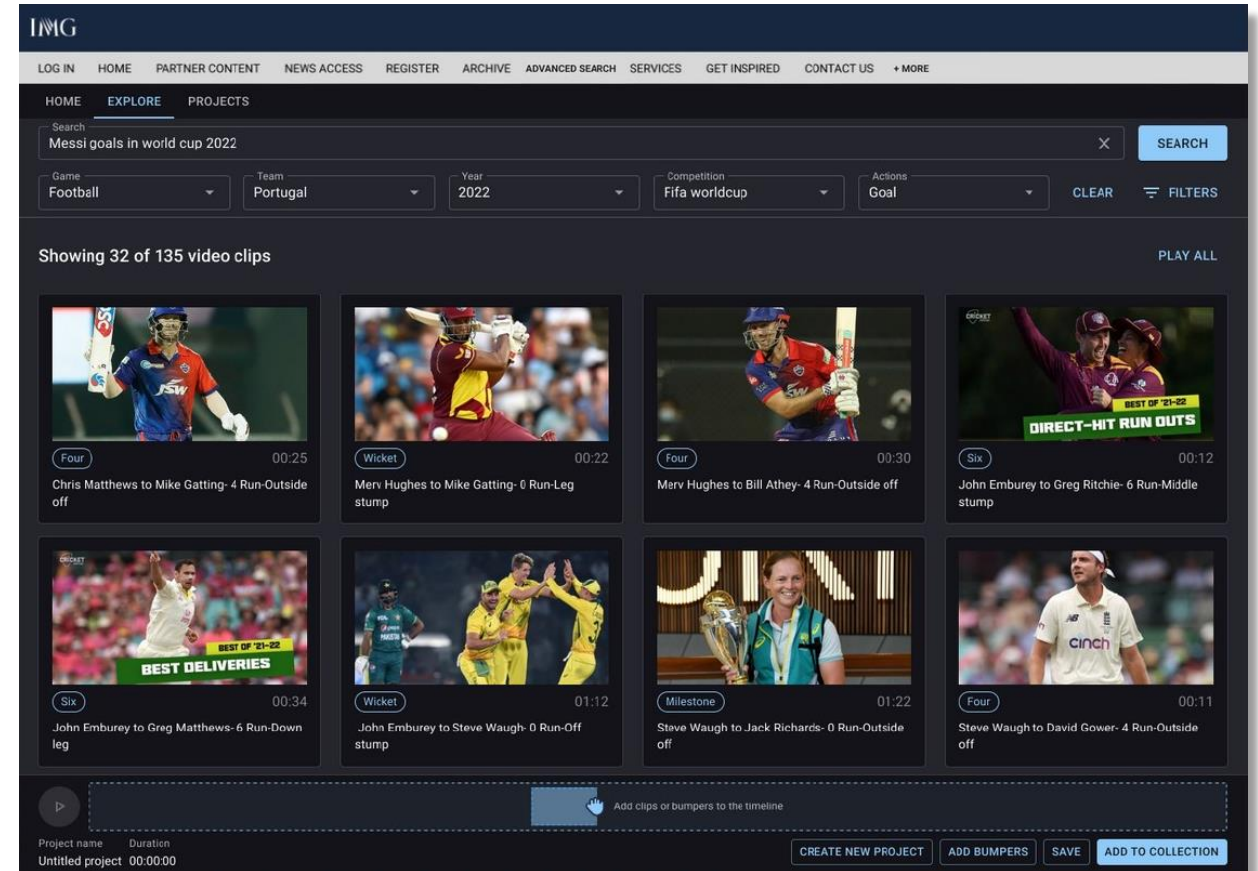 IMG
LOG IN HOME PARTNER CONTENT NEWS ACCESS REGISTER ARCHIVE ADVANCED SEARCH SERVICES GET INSPIRED CONTACT US + MORE
HOME EXPLORE PROJECTS
Search
Messi goals in world cup 2022
SEARCH
Game Team Year Competition Actions
Football Portugal 2022 Fifa worldcup Goal CLEAR FILTERS
Showing 32 of 135 video clips PLAY ALL
JSW
CRICKET
BEST OF '21-22
DIRECT-HIT RUN OUTS
Four 00:25 Wicket 00:22 Four 00:30 Six 00:12
Chris Matthews to Mike Gatting- 4 Run-Outside
off
Merv Hughes to Mike Gatting- 0 Run-Leg
stump
Merv Hughes to Bill Athey- 4 Run-Outside off
John Emburey to Greg Ritchie- 6 Run-Middle
stump
CRICKET
BEST OF '21-22
BEST DELIVERIES
PAKISTAN
cinch
Six 00:34 Wicket 01:12 Milestone 01:22 Four 00:11
John Emburey to Greg Matthews- 6 Run-Down
leg
John Emburey to Steve Waugh- 0 Run-Off
stump
Steve Waugh to Jack Richards- 0 Run-Outside
off
Steve Waugh to David Gower- 4 Run-Outside
off
Add clips or bumpers to the timeline
Project name Duration
Untitled project 00:00:00
CREATE NEW PROJECT ADD BUMPERS SAVE ADD TO COLLECTION